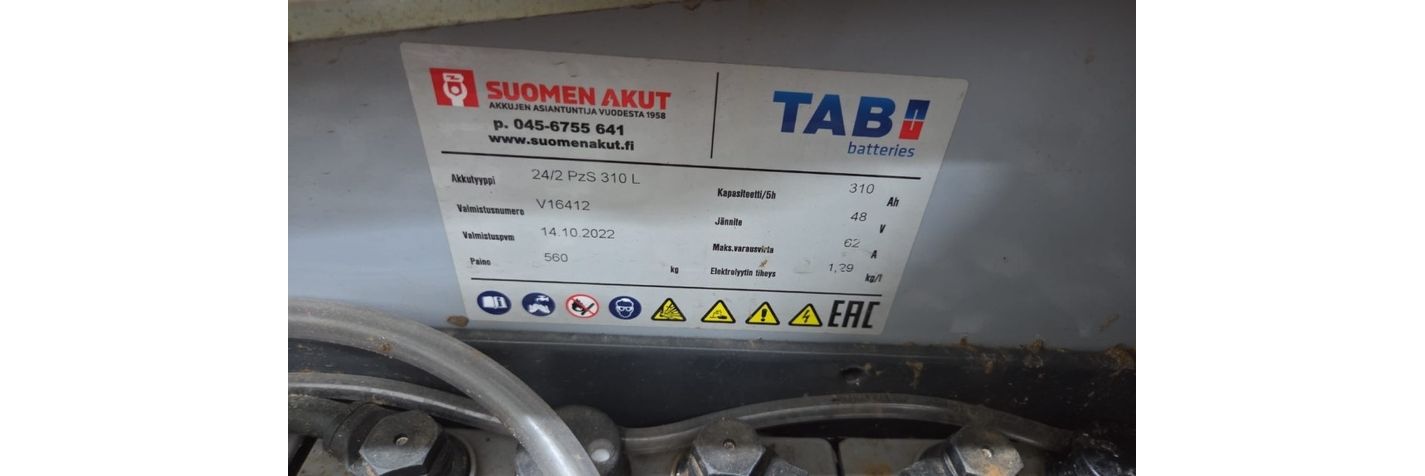 SUOMEN AKUT
AKKUJEN ASIANTUNTIJA VUODESTA 1958
p. 045-6755 641
www.suomenakut.fi
TAB
batteries
Akkutyyppi 24/2 PzS 310 L
Valmistusnumero V16412
Valmistuspvm 14.10.2022
Paino 560 kg
Kapasiteetti/5h 310 Ah
Jännite 48 V
Maks.varausvirta 62 A
Elektrolyytin tiheys 1,29 kg/l
EAC